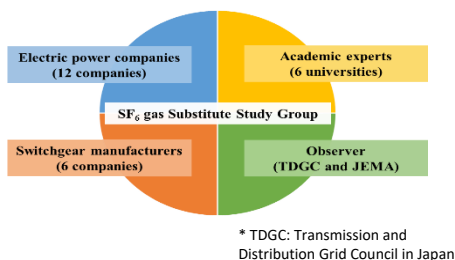 Electric power companies
(12 companies)
Academic experts
(6 universities)
SF₆ gas Substitute Study Group
Switchgear manufacturers
(6 companies)
Observer
(TDGC and JEMA)
* TDGC: Transmission and
Distribution Grid Council in Japan